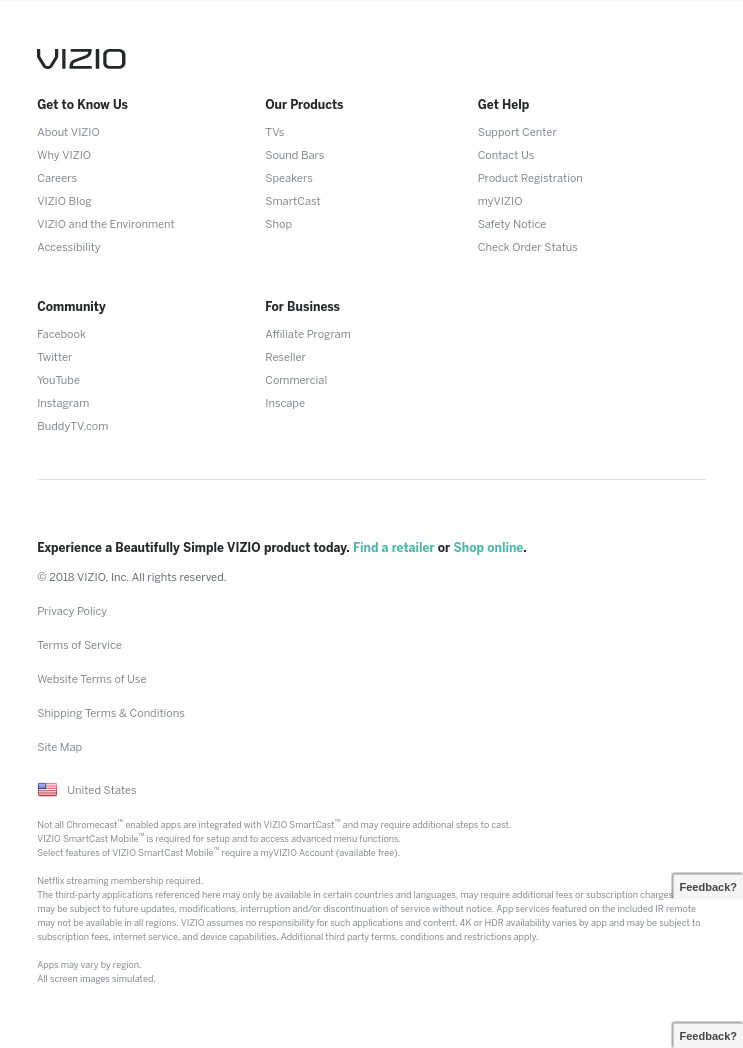 VIZIO
Get to Know Us
About VIZIO
Why VIZIO
Careers
VIZIO Blog
VIZIO and the Environment
Accessibility
Our Products
TVs
Sound Bars
Speakers
SmartCast
Shop
Get Help
Support Center
Contact Us
Product Registration
myVIZIO
Safety Notice
Check Order Status
Community
Facebook
Twitter
YouTube
Instagram
BuddyTV.com
For Business
Affiliate Program
Reseller
Commercial
Inscape
Experience a Beautifully Simple VIZIO product today. Find a retailer or Shop online.
© 2018 VIZIO, Inc. All rights reserved.
Privacy Policy
Terms of Service
Website Terms of Use
Shipping Terms & Conditions
Site Map
United States
Not all Chromecast™ enabled apps are integrated with VIZIO SmartCast™ and may require additional steps to cast.
VIZIO SmartCast Mobile™ is required for setup and to access advanced menu functions.
Select features of VIZIO SmartCast Mobile™ require a myVIZIO Account (available free).
Netflix streaming membership required.
The third-party applications referenced here may only be available in certain countries and languages, may require additional fees or subscription charges
may be subject to future updates, modifications, interruption and/or discontinuation of service without notice. App services featured on the included IR remote
may not be available in all regions. VIZIO assumes no responsibility for such applications and content. 4K or HDR availability varies by app and may be subject to
subscription fees, internet service, and device capabilities. Additional third party terms, conditions and restrictions apply.
Apps may vary by region.
All screen images simulated.
Feedback?
Feedback?